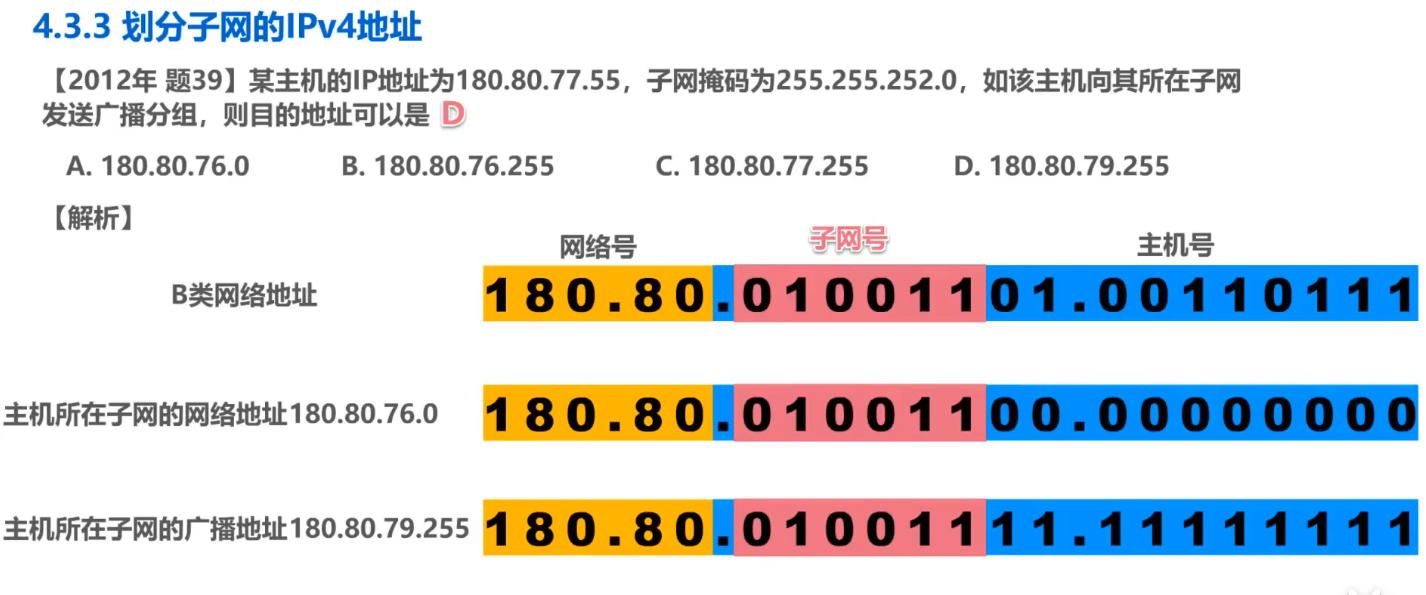 4.3.3 划分子网的IPv4地址
【2012年 题39】某主机的IP地址为180.80.77.55，子网掩码为255.255.252.0，如该主机向其所在子网
发送广播分组，则目的地址可以是 D
A. 180.80.76.0 B. 180.80.76.255 C. 180.80.77.255 D. 180.80.79.255
【解析】
网络号 子网号 主机号
B类网络地址 180.80.01001101.00110111
主机所在子网的网络地址180.80.76.0 180.80.01001100.00000000
主机所在子网的广播地址180.80.79.255 180.80.01001111.11111111